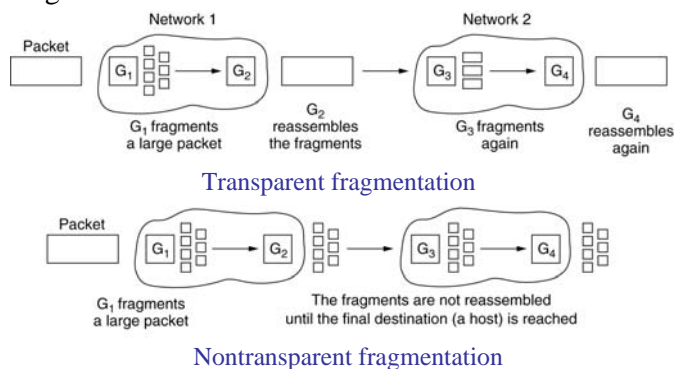 Network 1
Network 2
Packet
G₁
G₂
G₃
G₄
G₁ fragments
a large packet
G₂
reassembles
the fragments
G₃ fragments
again
G₄
reassembles
again
Transparent fragmentation
Packet
G₁
G₂
G₃
G₄
G₁ fragments
a large packet
The fragments are not reassembled
until the final destination (a host) is reached
Nontransparent fragmentation